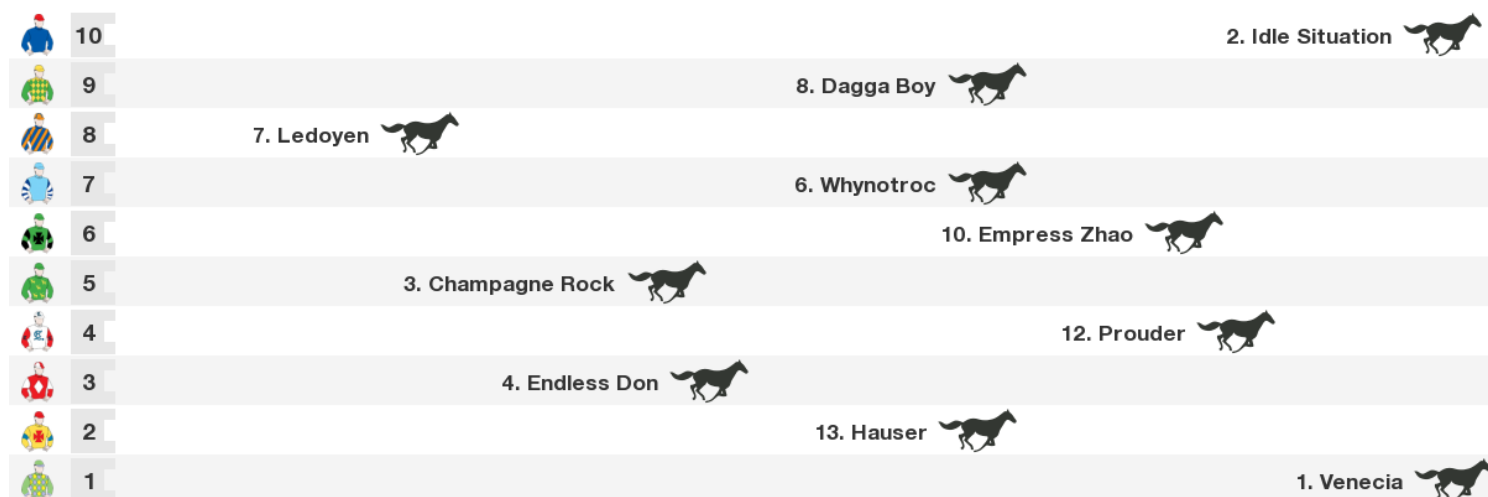 10 2. Idle Situation
9 8. Dagga Boy
8 7. Ledoyen
7 6. Whynotroc
6 10. Empress Zhao
5 3. Champagne Rock
4 12. Prouder
3 4. Endless Don
2 13. Hauser
1 1. Venecia